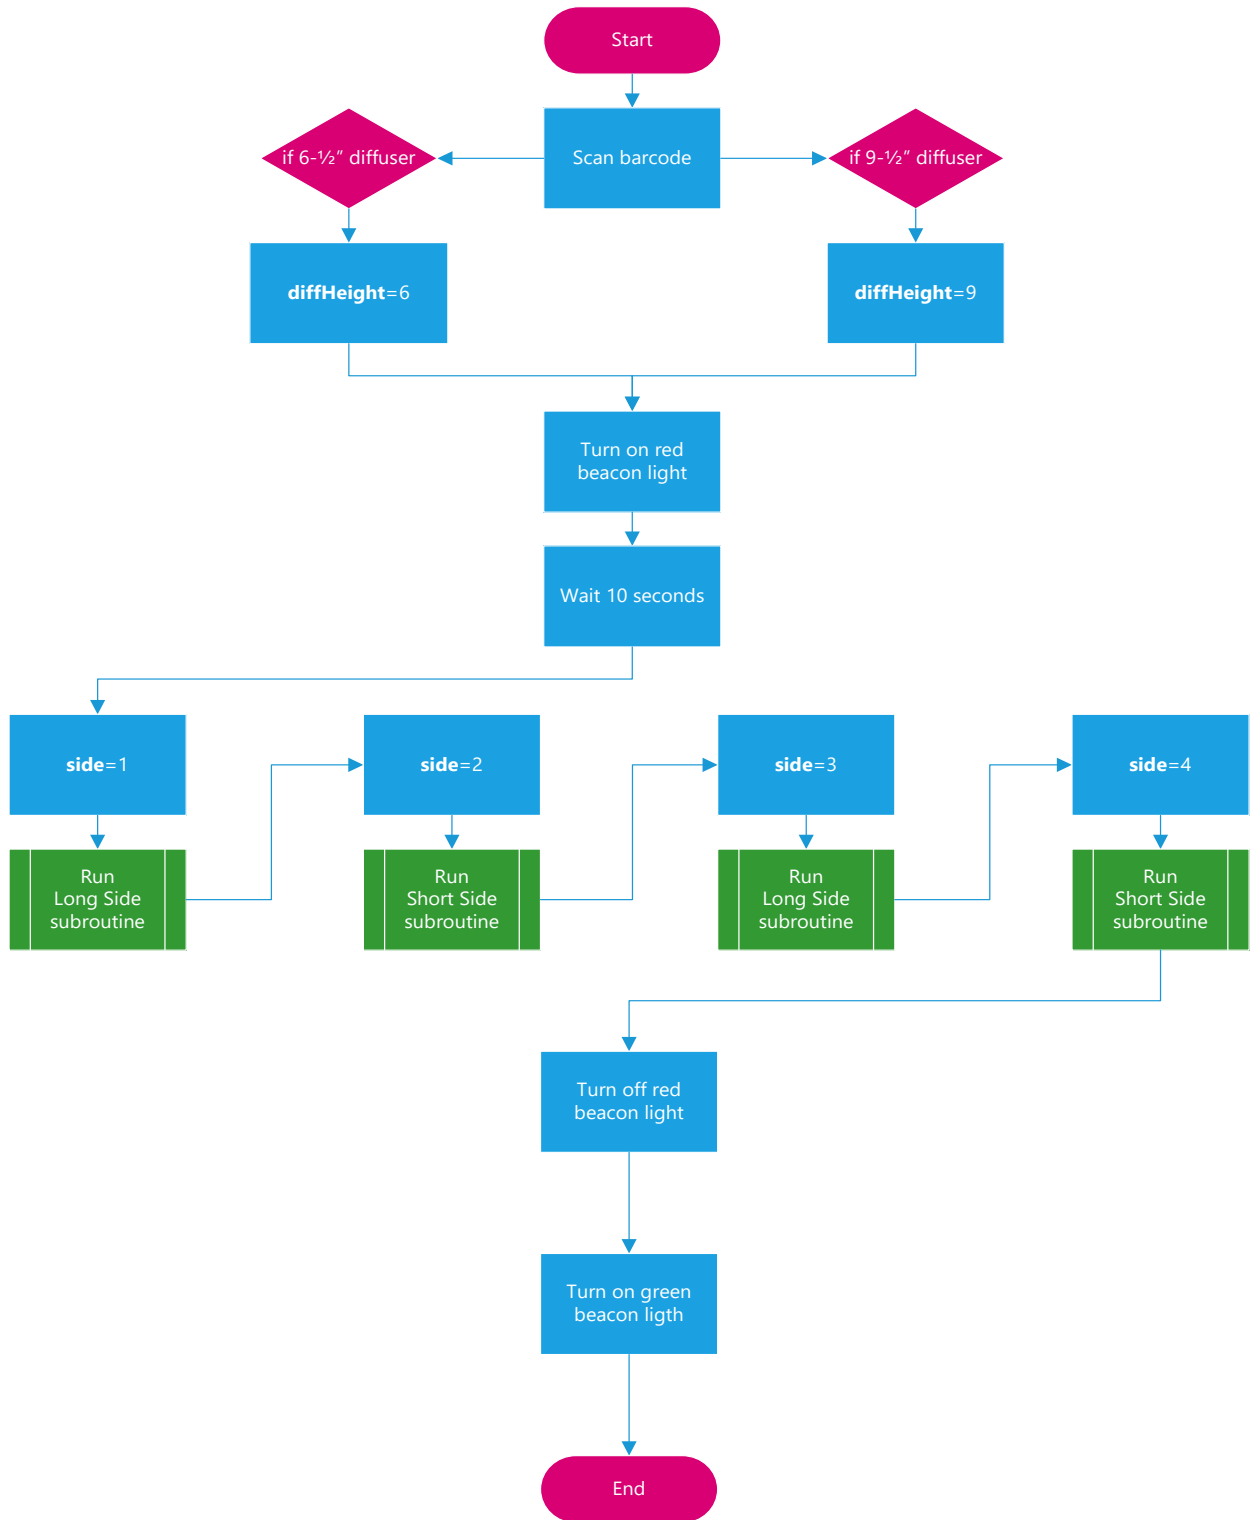 Start
if 6-½” diffuser
Scan barcode
if 9-½” diffuser
diffHeight=6
diffHeight=9
Turn on red
beacon light
Wait 10 seconds
side=1
side=2
side=3
side=4
Run
Long Side
subroutine
Run
Short Side
subroutine
Run
Long Side
subroutine
Run
Short Side
subroutine
Turn off red
beacon light
Turn on green
beacon ligth
End